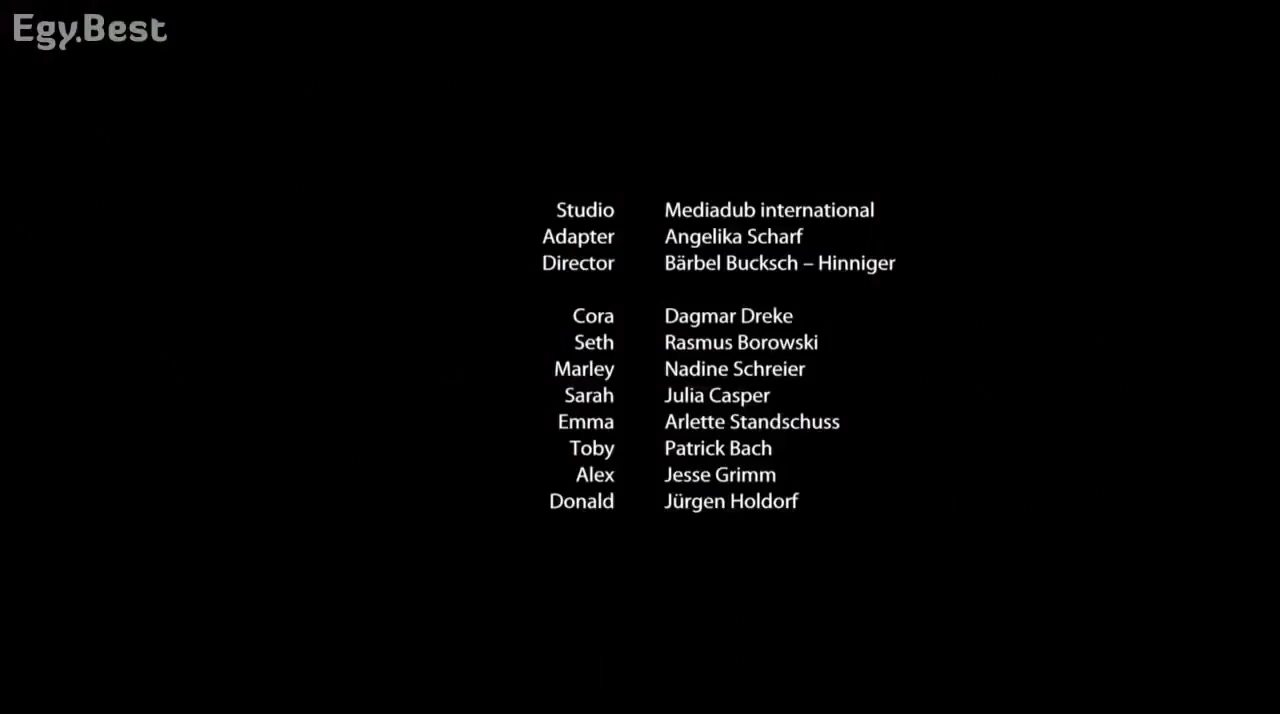 Egy.Best
Studio Mediadub international
Adapter Angelika Scharf
Director Bärbel Bucksch – Hinniger
Cora Dagmar Dreke
Seth Rasmus Borowski
Marley Nadine Schreier
Sarah Julia Casper
Emma Arlette Standschuss
Toby Patrick Bach
Alex Jesse Grimm
Donald Jürgen Holdorf